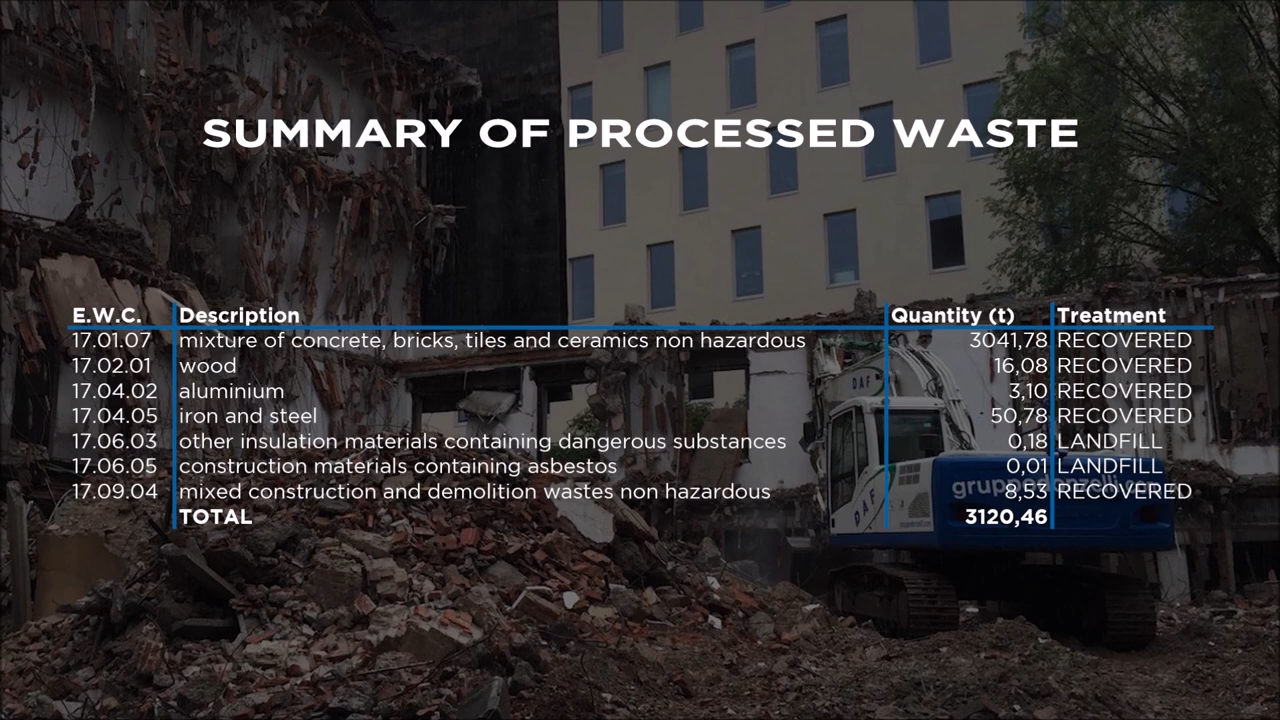 SUMMARY OF PROCESSED WASTE
E.W.C. Description Quantity (t) Treatment
17.01.07 mixture of concrete, bricks, tiles and ceramics non hazardous 3041,78 RECOVERED
17.02.01 wood 16,08 RECOVERED
17.04.02 aluminium 3,10 RECOVERED
17.04.05 iron and steel 50,78 RECOVERED
17.06.03 other insulation materials containing dangerous substances 0,18 LANDFILL
17.06.05 construction materials containing asbestos 0,01 LANDFILL
17.09.04 mixed construction and demolition wastes non hazardous 8,53 RECOVERED
TOTAL 3120,46
DAF
DAF